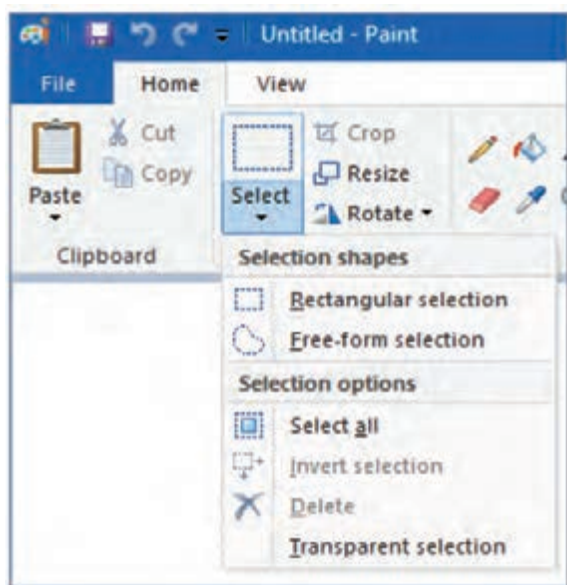 Untitled - Paint
File Home View
Cut Crop
Copy Resize
Paste Select Rotate
Clipboard
Selection shapes
Rectangular selection
Free-form selection
Selection options
Select all
Invert selection
Delete
Transparent selection